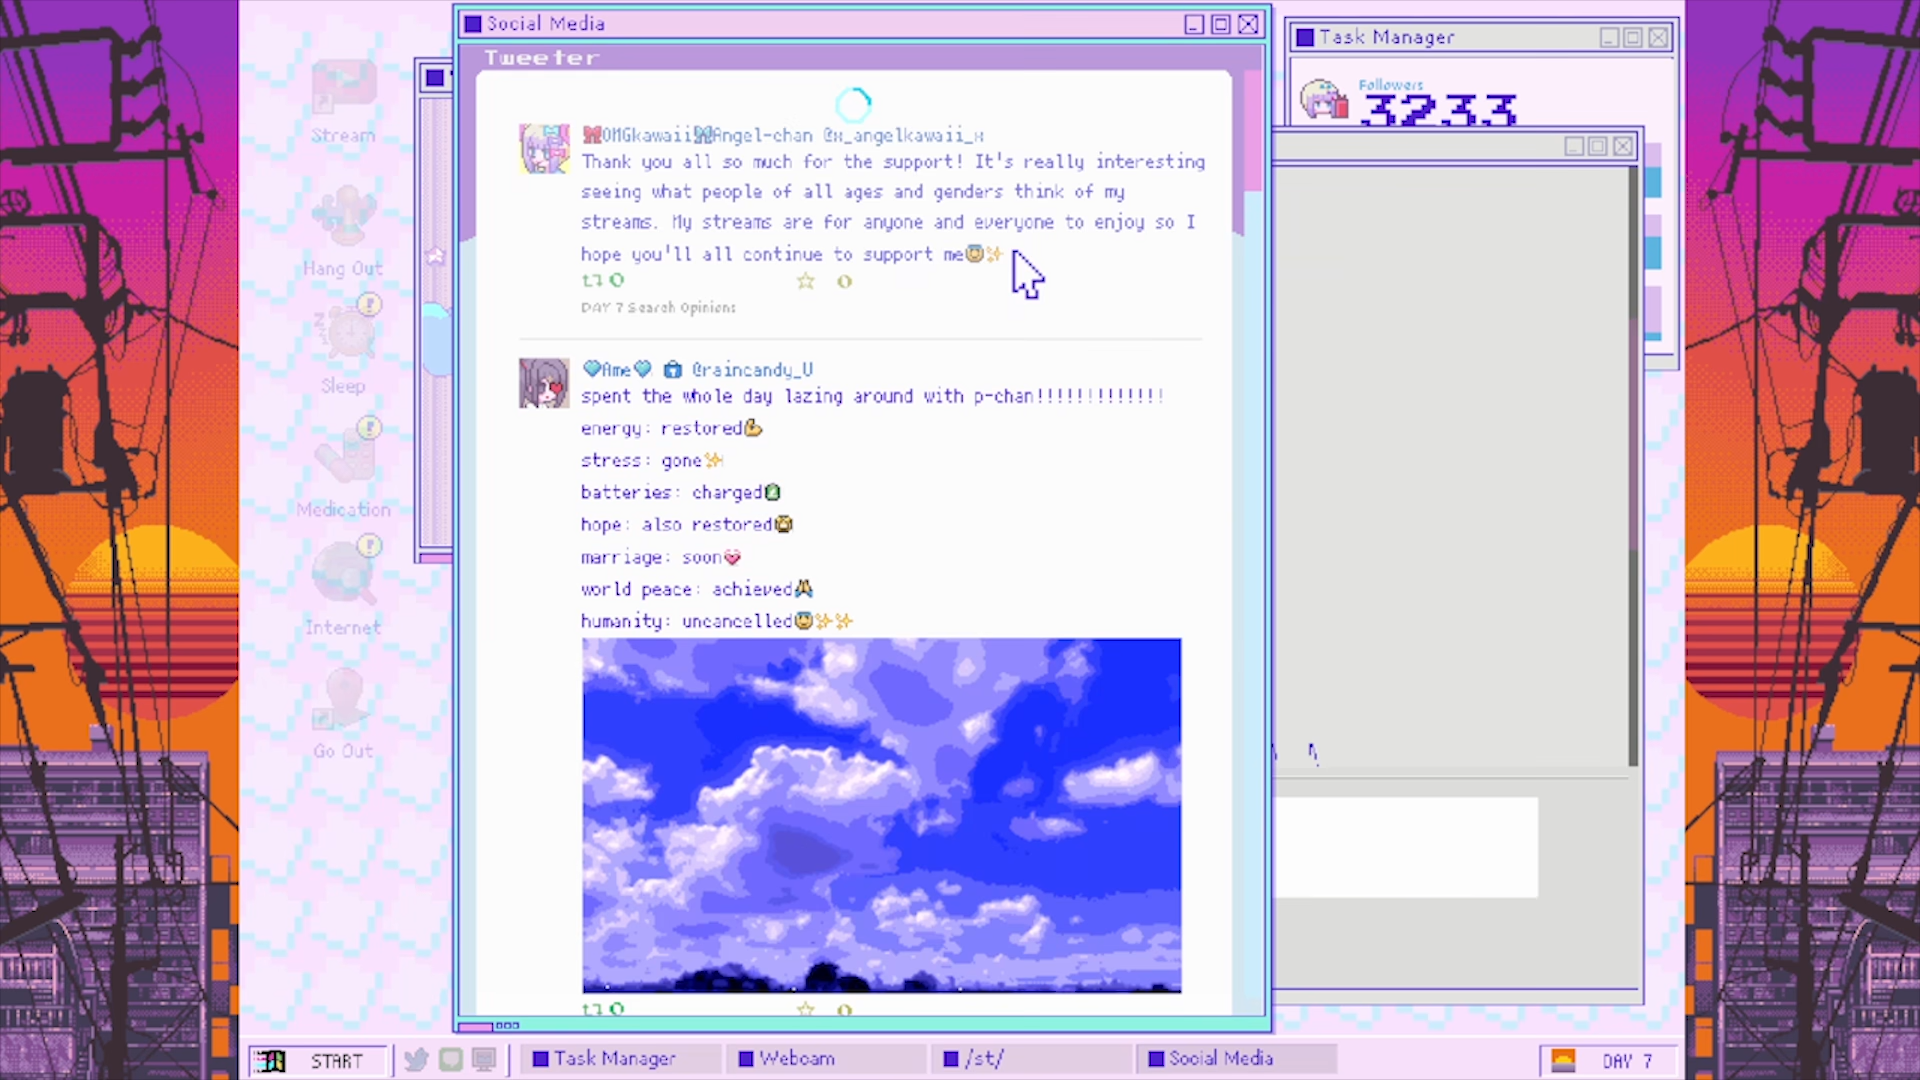 Social Media
Task Manager
Tweeter
Followers
3233
OMGkawaii Angel-chan @x_angelkawaii_x
Thank you all so much for the support! It's really interesting
seeing what people of all ages and genders think of my
streams. My streams are for anyone and everyone to enjoy so I
hope you'll all continue to support me😇✨
0
0
DAY 7 Search Opinions
Ame @raincandy_U
spent the whole day lazing around with p-chan!!!!!!!!!!!!!
energy: restored💪
stress: gone✨
batteries: charged🔋
hope: also restored
marriage: soon
world peace: achieved🙏
humanity: uncancelled😇✨✨
0
0
Stream
Hang Out
Sleep
Medication
Internet
Go Out
START
Task Manager
Webcam
/st/
Social Media
DAY 7